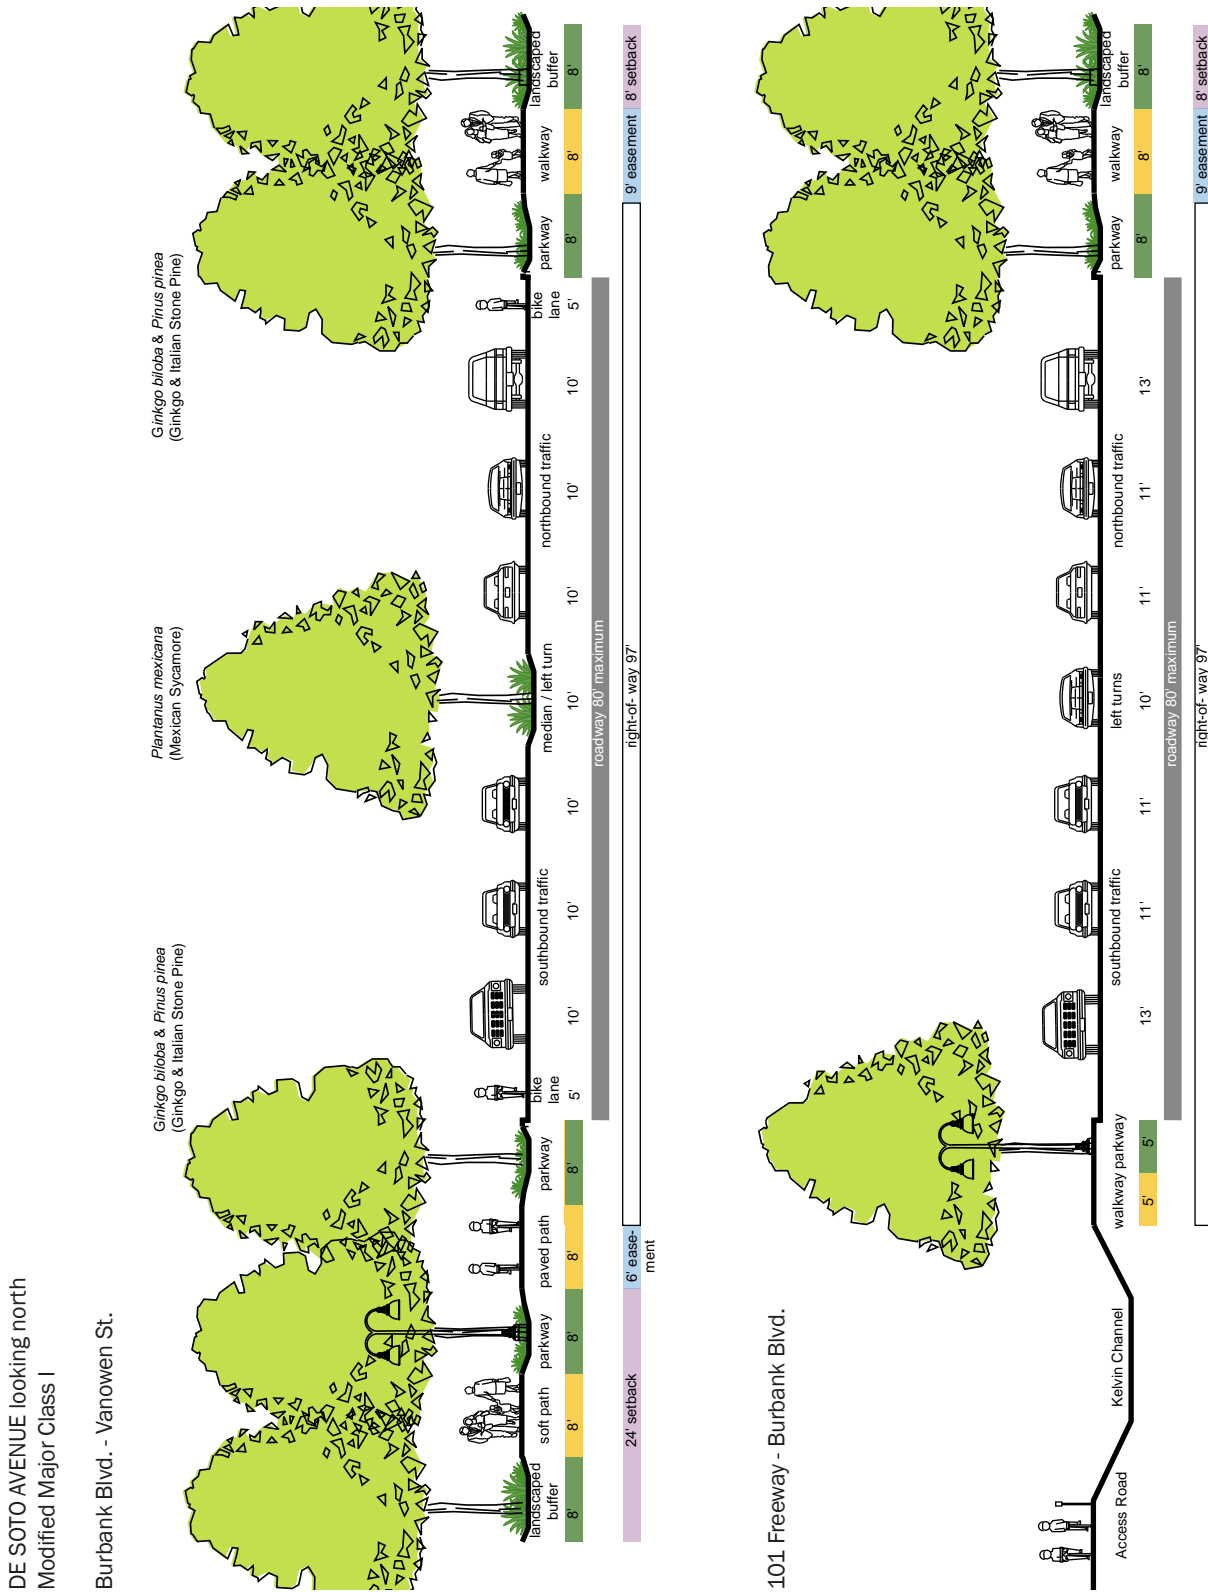 DE SOTO AVENUE looking north
Modified Major Class I
Burbank Blvd. - Vanowen St.
Ginkgo biloba & Pinus pinea
(Ginkgo & Italian Stone Pine)
Plantanus mexicana
(Mexican Sycamore)
Ginkgo biloba & Pinus pinea
(Ginkgo & Italian Stone Pine)
landscaped
buffer
soft path
parkway
paved path
parkway
bike
lane
southbound traffic
median / left turn
northbound traffic
bike
lane
parkway
walkway
landscaped
buffer
8'
8'
8'
8'
8'
5'
10'
10'
10'
10'
10'
10'
10'
5'
8'
8'
8'
roadway 80' maximum
24' setback
6' ease-
ment
right-of- way 97'
9' easement
8' setback
101 Freeway - Burbank Blvd.
Access Road
Kelvin Channel
walkway parkway
southbound traffic
left turns
northbound traffic
parkway
walkway
landscaped
buffer
5'
5'
13'
11'
11'
10'
11'
11'
13'
8'
8'
8'
roadway 80' maximum
right-of- way 97'
9' easement
8' setback